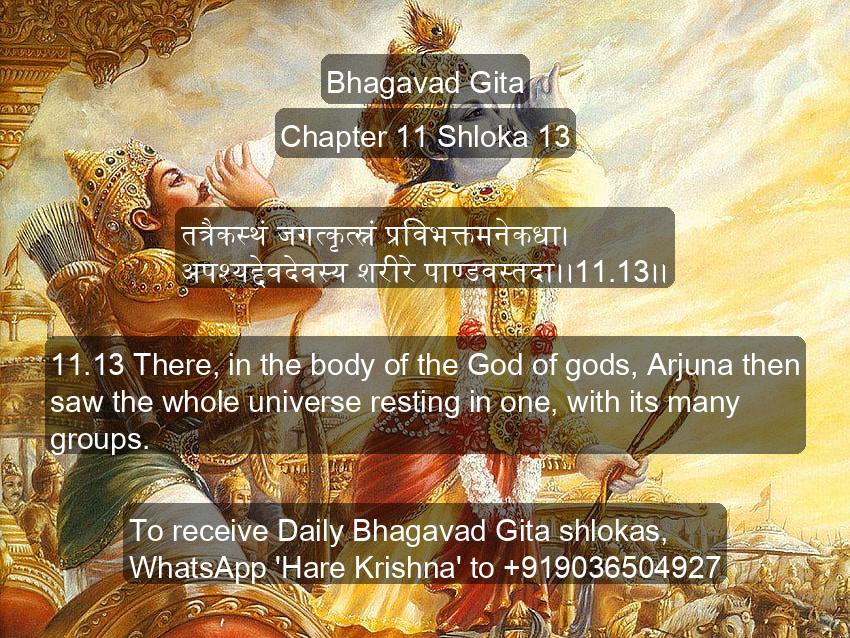 Bhagavad Gita
Chapter 11 Shloka 13
तत्रैकस्थं जगत्कृत्स्नं प्रविभक्तमनेकधा।
अपश्यद्देवदेवस्य शरीरे पाण्डवस्तदा।।11.13।।
11.13 There, in the body of the God of gods, Arjuna then
saw the whole universe resting in one, with its many
groups.
To receive Daily Bhagavad Gita shlokas,
WhatsApp 'Hare Krishna' to +919036504927